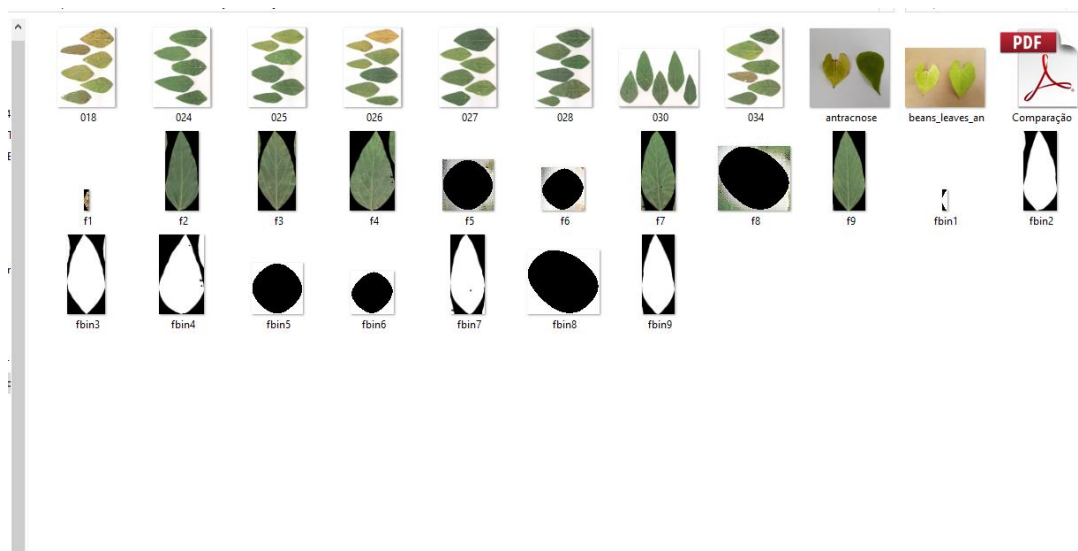 018 024 025 026 027 028 030 034 antracnose beans_leaves_an Comparação
PDF
f1 f2 f3 f4 f5 f6 f7 f8 f9 fbin1 fbin2
fbin3 fbin4 fbin5 fbin6 fbin7 fbin8 fbin9